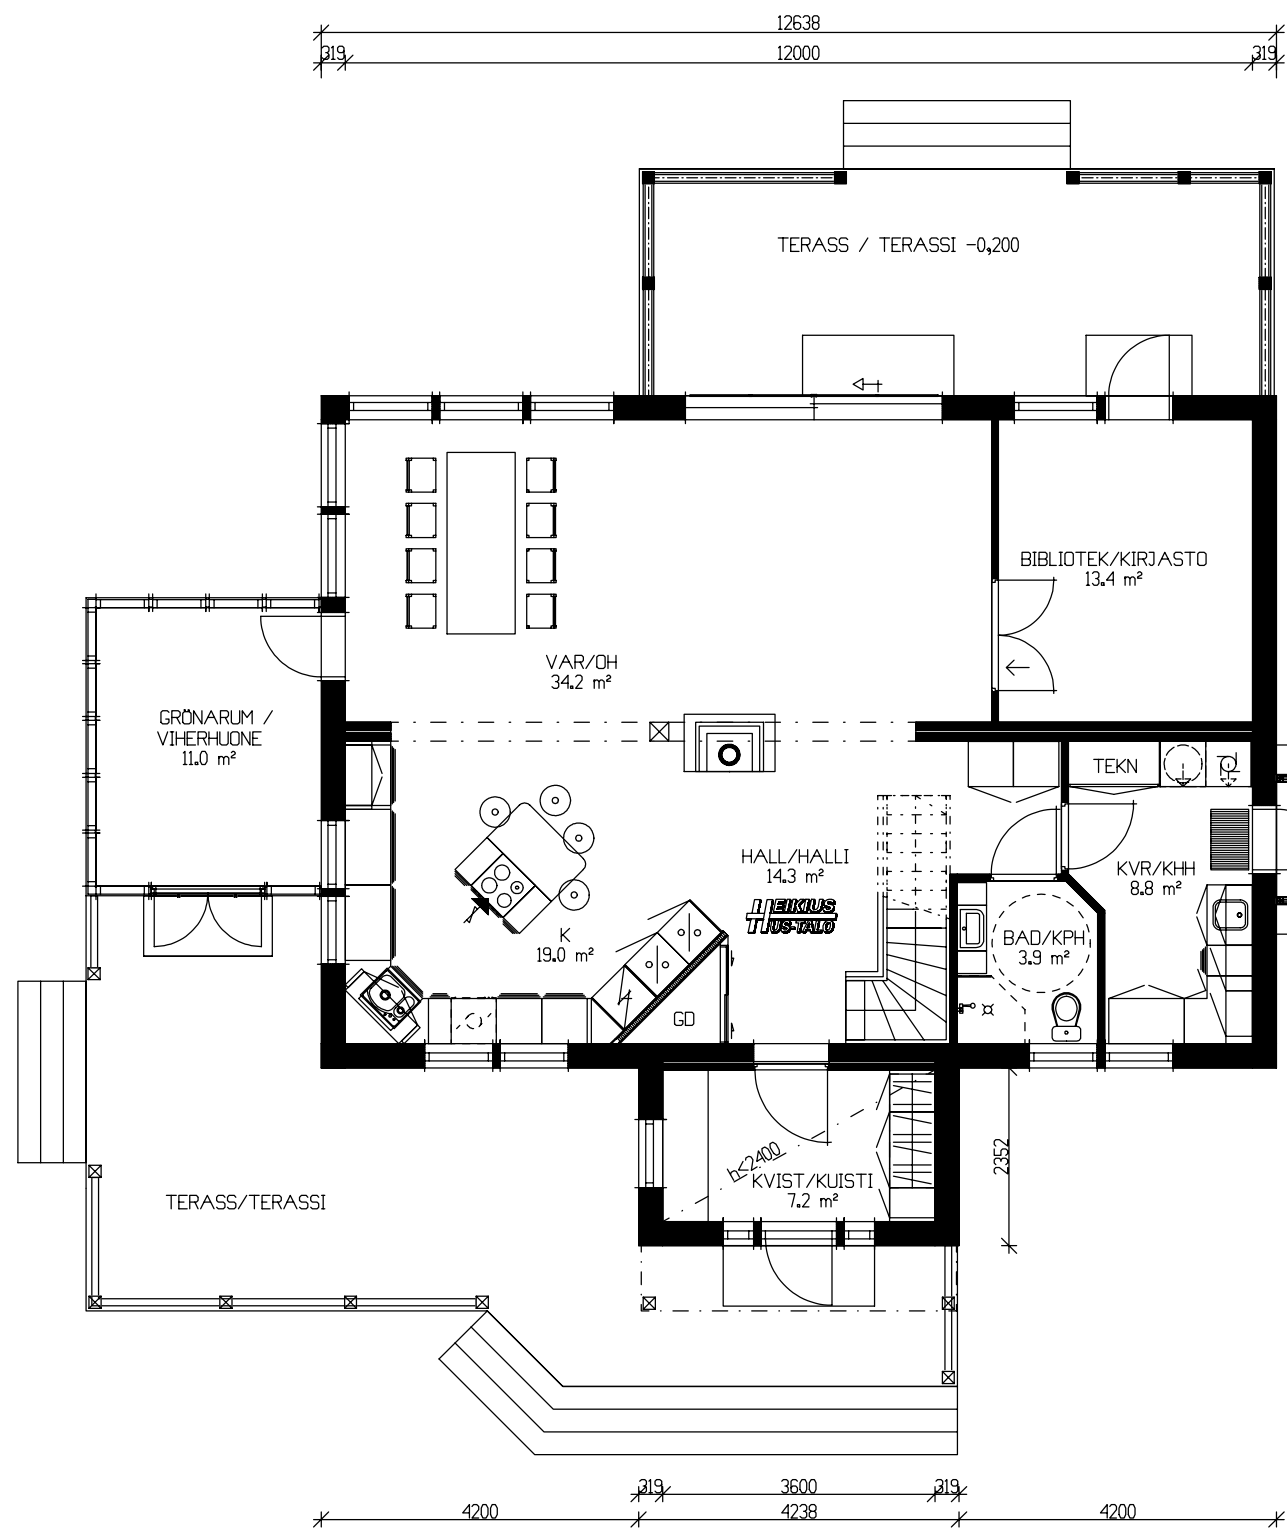 12638
319
12000
319
TERASS / TERASSI -0,200
BIBLIOTEK/KIRJASTO
13.4 m²
VAR/OH
34.2 m²
GRÖNARUM /
VIHERHUONE
11.0 m²
TEKN
HALL/HALLI
14.3 m²
KVR/KHH
8.8 m²
HEIKIUS
HUS-TALO
K
19.0 m²
BAD/KPH
3.9 m²
GD
2352
h<2400
KVIST/KUISTI
7.2 m²
TERASS/TERASSI
319
3600
319
4200
4238
4200